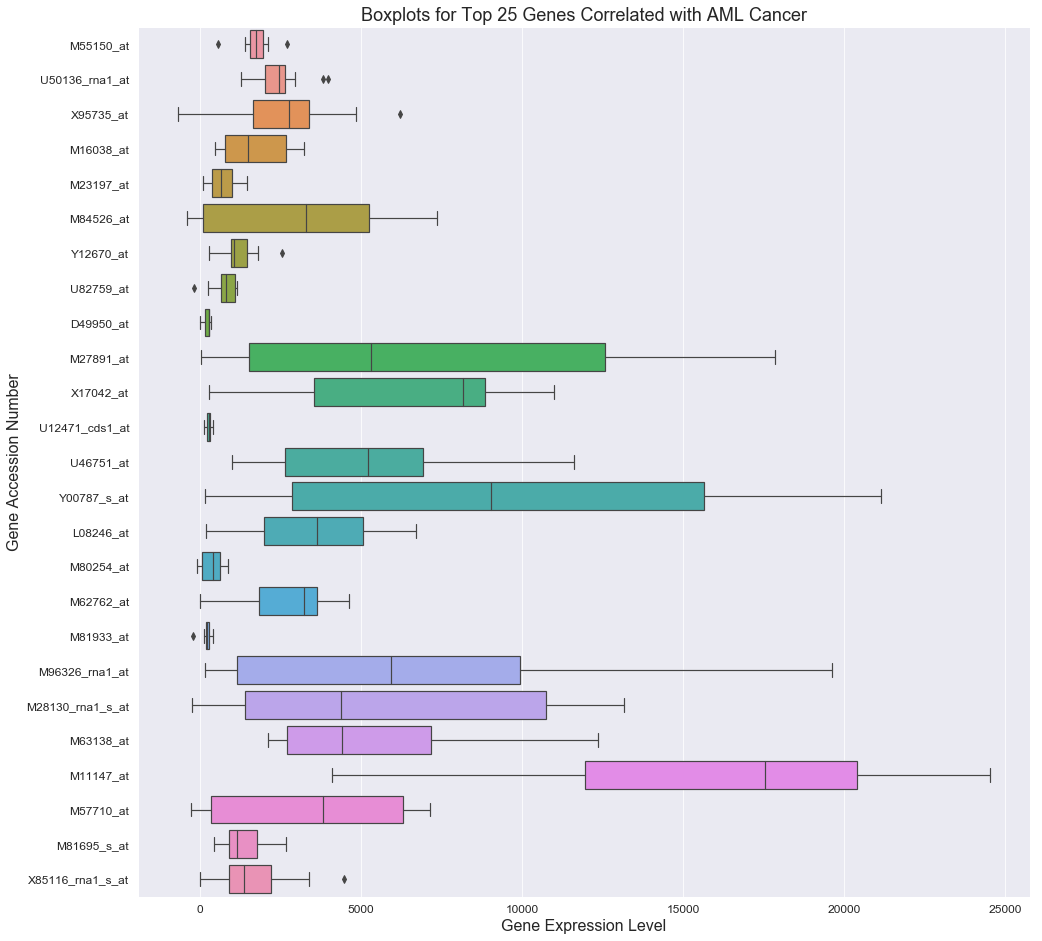 Boxplots for Top 25 Genes Correlated with AML Cancer
Gene Accession Number
M55150_at
U50136_rna1_at
X95735_at
M16038_at
M23197_at
M84526_at
Y12670_at
U82759_at
D49950_at
M27891_at
X17042_at
U12471_cds1_at
U46751_at
Y00787_s_at
L08246_at
M80254_at
M62762_at
M81933_at
M96326_rna1_at
M28130_rna1_s_at
M63138_at
M11147_at
M57710_at
M81695_s_at
X85116_rna1_s_at
0 5000 10000 15000 20000 25000
Gene Expression Level